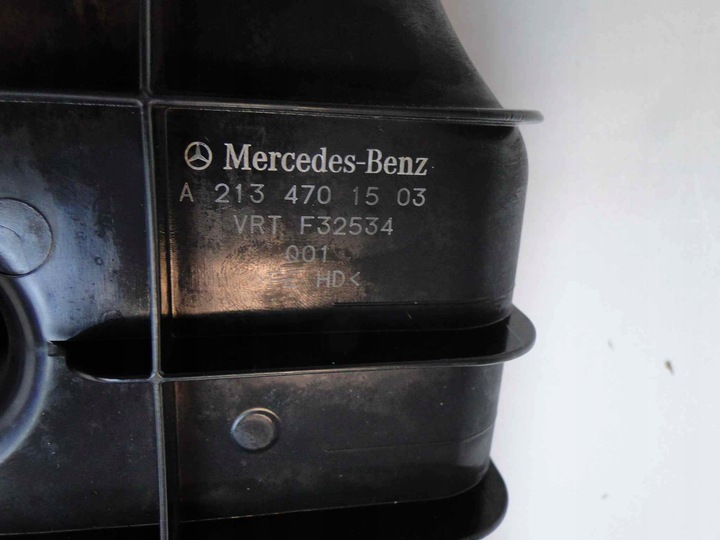 Mercedes-Benz
A 213 470 15 03
VRT F32534
001
HD<